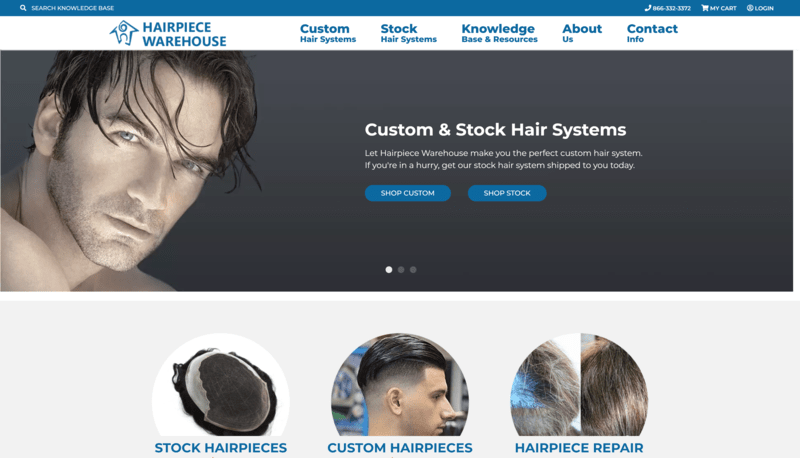 SEARCH KNOWLEDGE BASE
866-332-3372 MY CART LOGIN
HAIRPIECE
WAREHOUSE
Custom
Hair Systems
Stock
Hair Systems
Knowledge
Base & Resources
About
Us
Contact
Info
Custom & Stock Hair Systems
Let Hairpiece Warehouse make you the perfect custom hair system.
If you're in a hurry, get our stock hair system shipped to you today.
SHOP CUSTOM SHOP STOCK
STOCK HAIRPIECES CUSTOM HAIRPIECES HAIRPIECE REPAIR